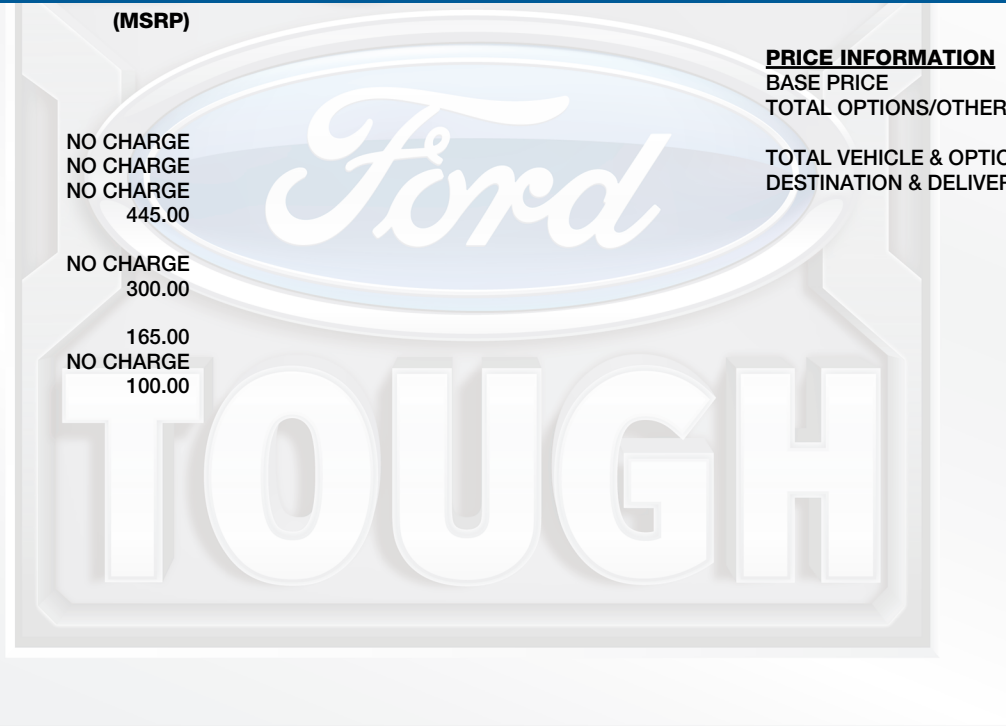 (MSRP)
NO CHARGE
NO CHARGE
NO CHARGE
445.00
NO CHARGE
300.00
165.00
NO CHARGE
100.00
PRICE INFORMATION
BASE PRICE
TOTAL OPTIONS/OTHER
TOTAL VEHICLE & OPTIO
DESTINATION & DELIVER
Ford
TOUGH